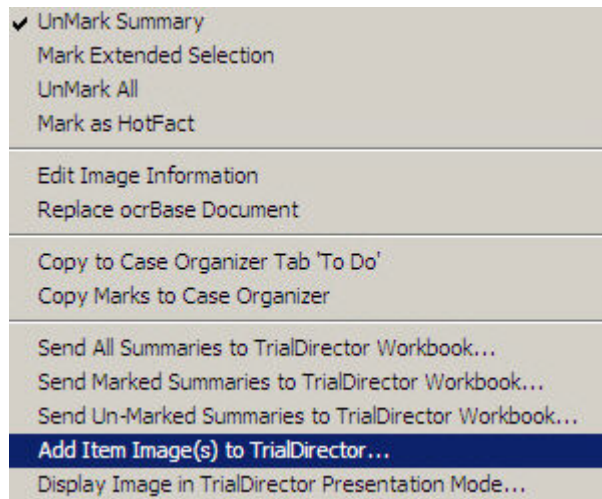 UnMark Summary
Mark Extended Selection
UnMark All
Mark as HotFact
Edit Image Information
Replace ocrBase Document
Copy to Case Organizer Tab 'To Do'
Copy Marks to Case Organizer
Send All Summaries to TrialDirector Workbook...
Send Marked Summaries to TrialDirector Workbook...
Send Un-Marked Summaries to TrialDirector Workbook...
Add Item Image(s) to TrialDirector...
Display Image in TrialDirector Presentation Mode...